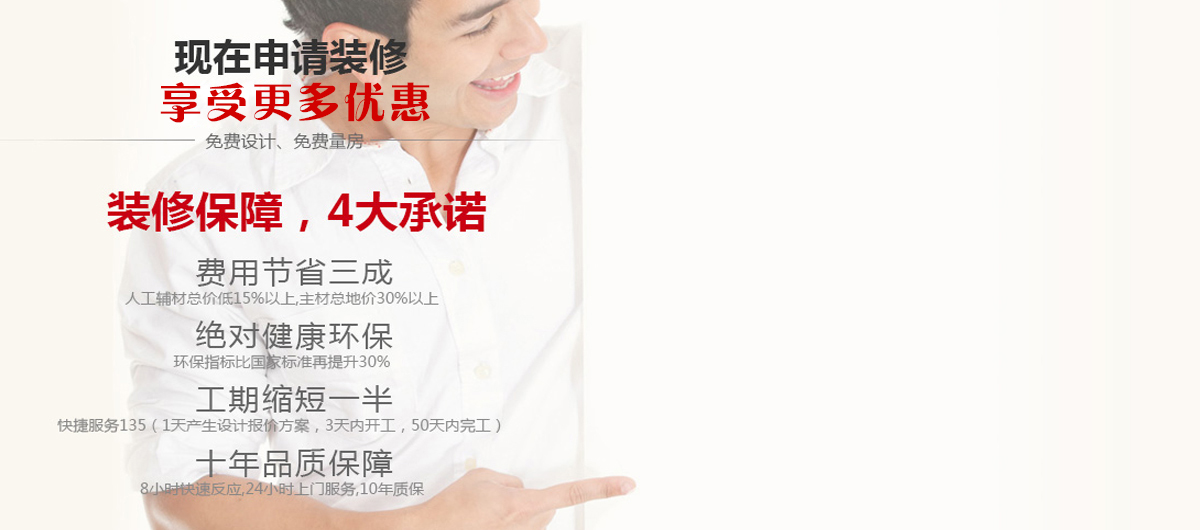 现在申请装修
享受更多优惠
免费设计、免费量房
装修保障，4大承诺
费用节省三成
人工辅材总价低15%以上,主材总地价30%以上
绝对健康环保
环保指标比国家标准再提升30%
工期缩短一半
快捷服务135（1天产生设计报价方案，3天内开工，50天内完工）
十年品质保障
8小时快速反应,24小时上门服务,10年质保